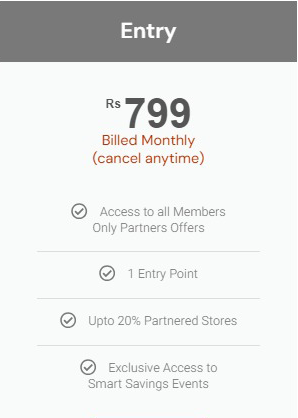 Entry
Rs 799
Billed Monthly
(cancel anytime)
Access to all Members
Only Partners Offers
1 Entry Point
Upto 20% Partnered Stores
Exclusive Access to
Smart Savings Events